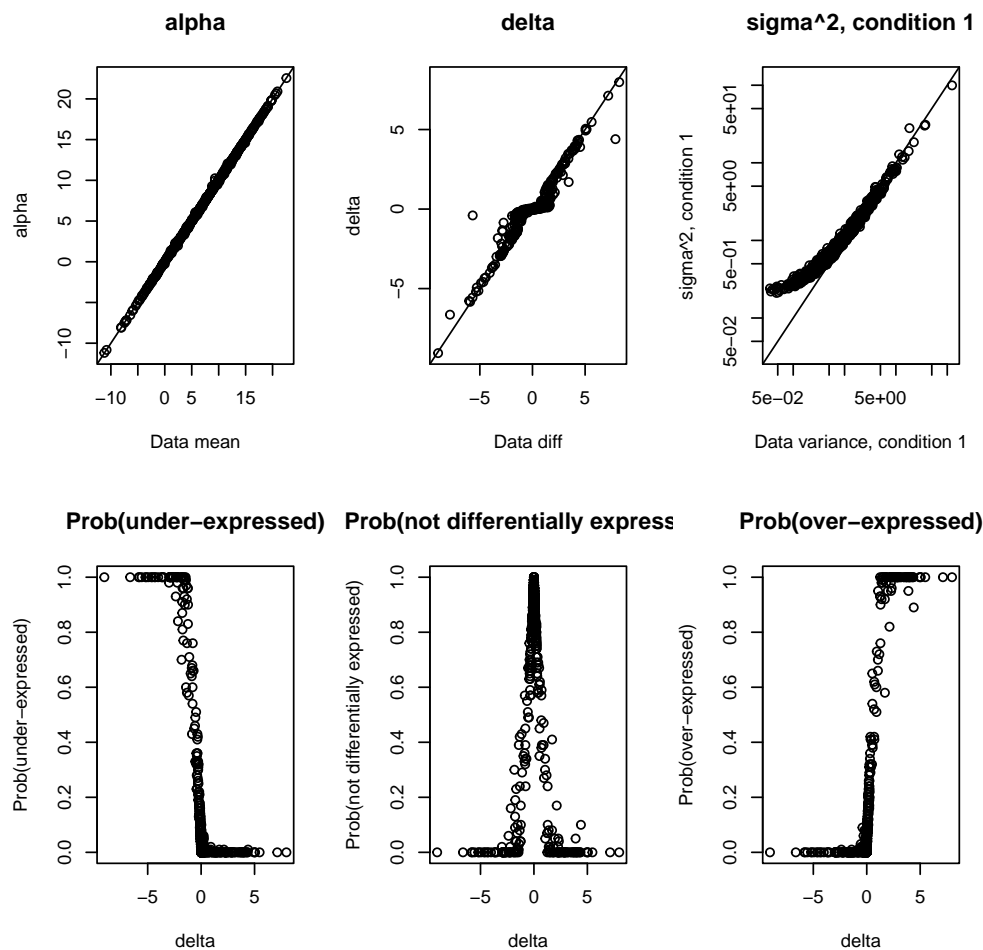 alpha
alpha
20
15
10
5
0
−10
−10
0
5
15
Data mean
delta
delta
5
0
−5
−5
0
5
Data diff
sigma^2, condition 1
sigma^2, condition 1
5e+01
5e+00
5e−01
5e−02
5e−02
5e+00
Data variance, condition 1
Prob(under−expressed)
Prob(under−expressed)
1.0
0.8
0.6
0.4
0.2
0.0
−5
0
5
delta
Prob(not differentially express
Prob(not differentially expressed)
1.0
0.8
0.6
0.4
0.2
0.0
−5
0
5
delta
Prob(over−expressed)
Prob(over−expressed)
1.0
0.8
0.6
0.4
0.2
0.0
−5
0
5
delta